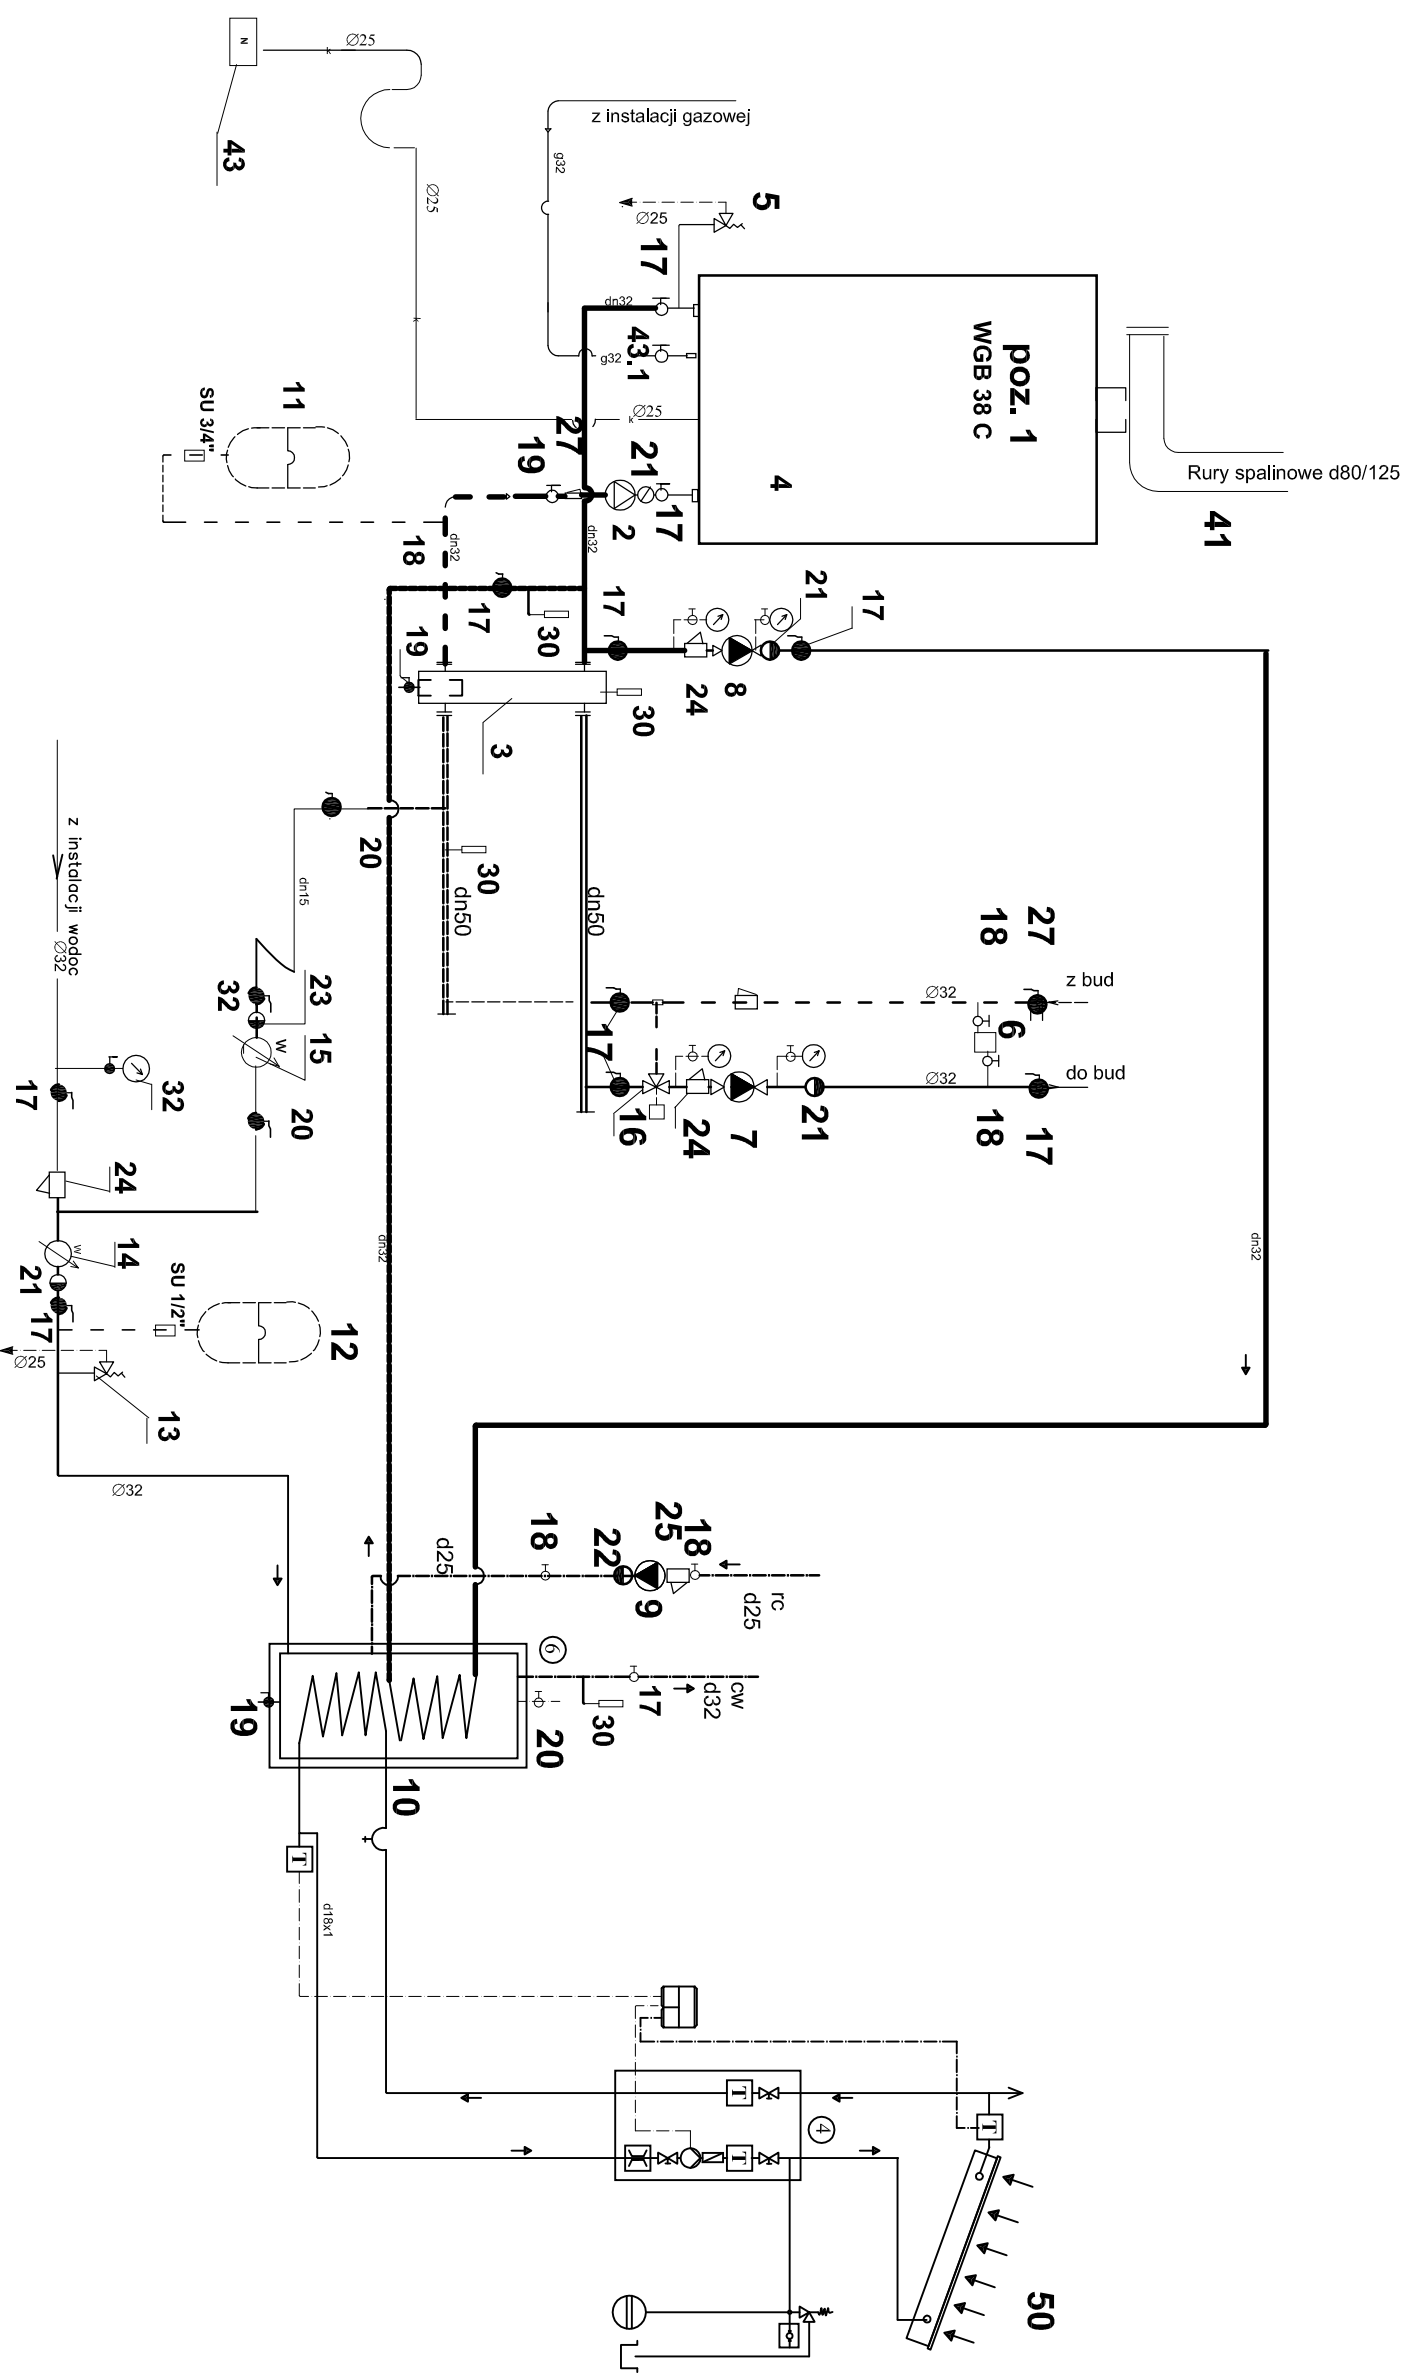 Ø25
N
43
z instalacji gazowej
g32
Ø25
5
Ø25
17
dn32
43.1
g32
poz. 1
WGB 38 C
4
Rury spalinowe d80/125
41
11
SU 3/4"
k
Ø25
27
19
21
17
2
dn32
dn32
18
17
30
17
19
21
17
8
24
30
3
20
30
dn50
dn50
dn15
z instalacji wodoc
Ø32
27
18
z bud
Ø32
6
do bud
Ø32
18
17
17
16
24
7
21
23
32
15
W
20
32
17
24
14
W
21
17
SU 1/2"
12
Ø25
13
Ø32
dn32
dn32
18
25
18
22
9
d25
rc
d25
6
cw
d32
17
30
20
19
10
T
d18x1
T
T
T
4
50